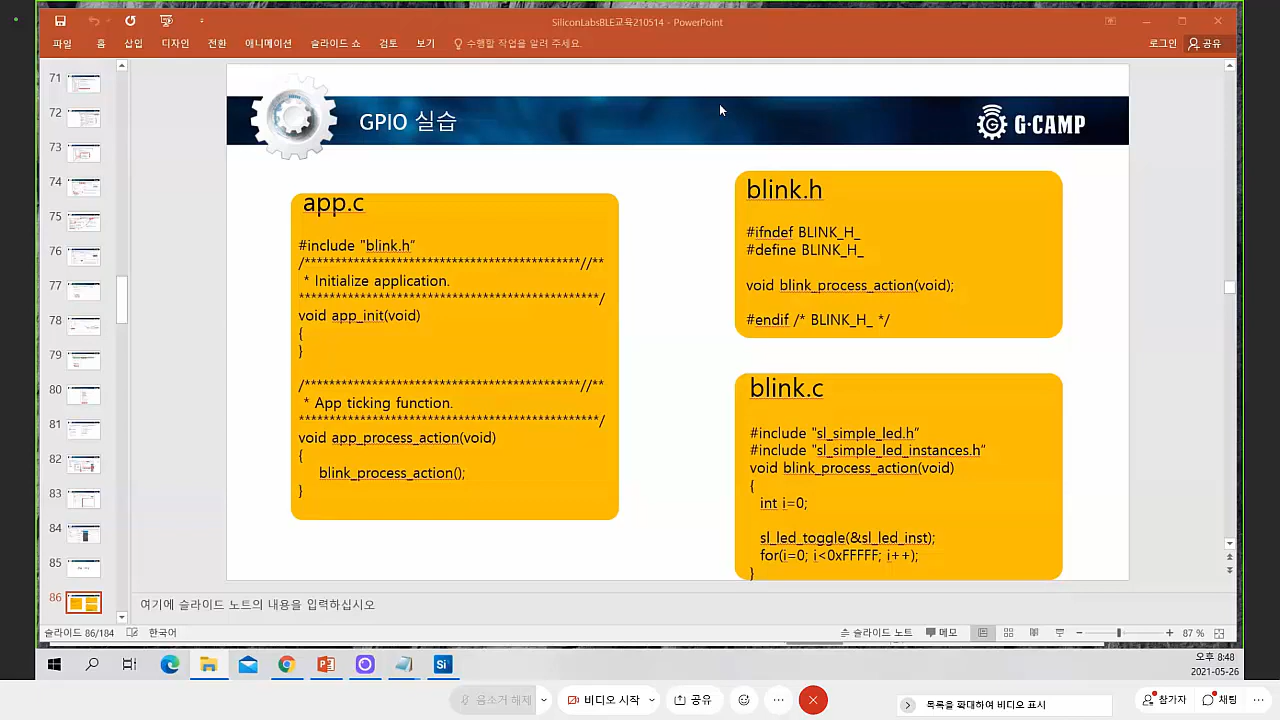 SiliconLabsBLE교육210514 - PowerPoint
파일 홈 삽입 디자인 전환 애니메이션 슬라이드 쇼 검토 보기 수행할 작업을 알려 주세요. 로그인 공유
71
72
73
74
75
76
77
78
79
80
81
82
83
84
85
86
GPIO 실습
G·CAMP
app.c
#include "blink.h"
/********************************************//**
* Initialize application.
*****************************************/
void app_init(void)
{
}
/********************************************//**
* App ticking function.
*****************************************/
void app_process_action(void)
{
blink_process_action();
}
blink.h
#ifndef BLINK_H_
#define BLINK_H_
void blink_process_action(void);
#endif /* BLINK_H_ */
blink.c
#include "sl_simple_led.h"
#include "sl_simple_led_instances.h"
void blink_process_action(void)
{
int i=0;
sl_led_toggle(&sl_led_inst);
for(i=0; i<0xFFFFF; i++);
}
여기에 슬라이드 노트의 내용을 입력하십시오
슬라이드 86/184 한국어 슬라이드 노트 메모 87 %
Si
오후 8:48
2021-05-26
음소거 해제 비디오 시작 공유 목록을 확대하여 비디오 표시 참가자 채팅